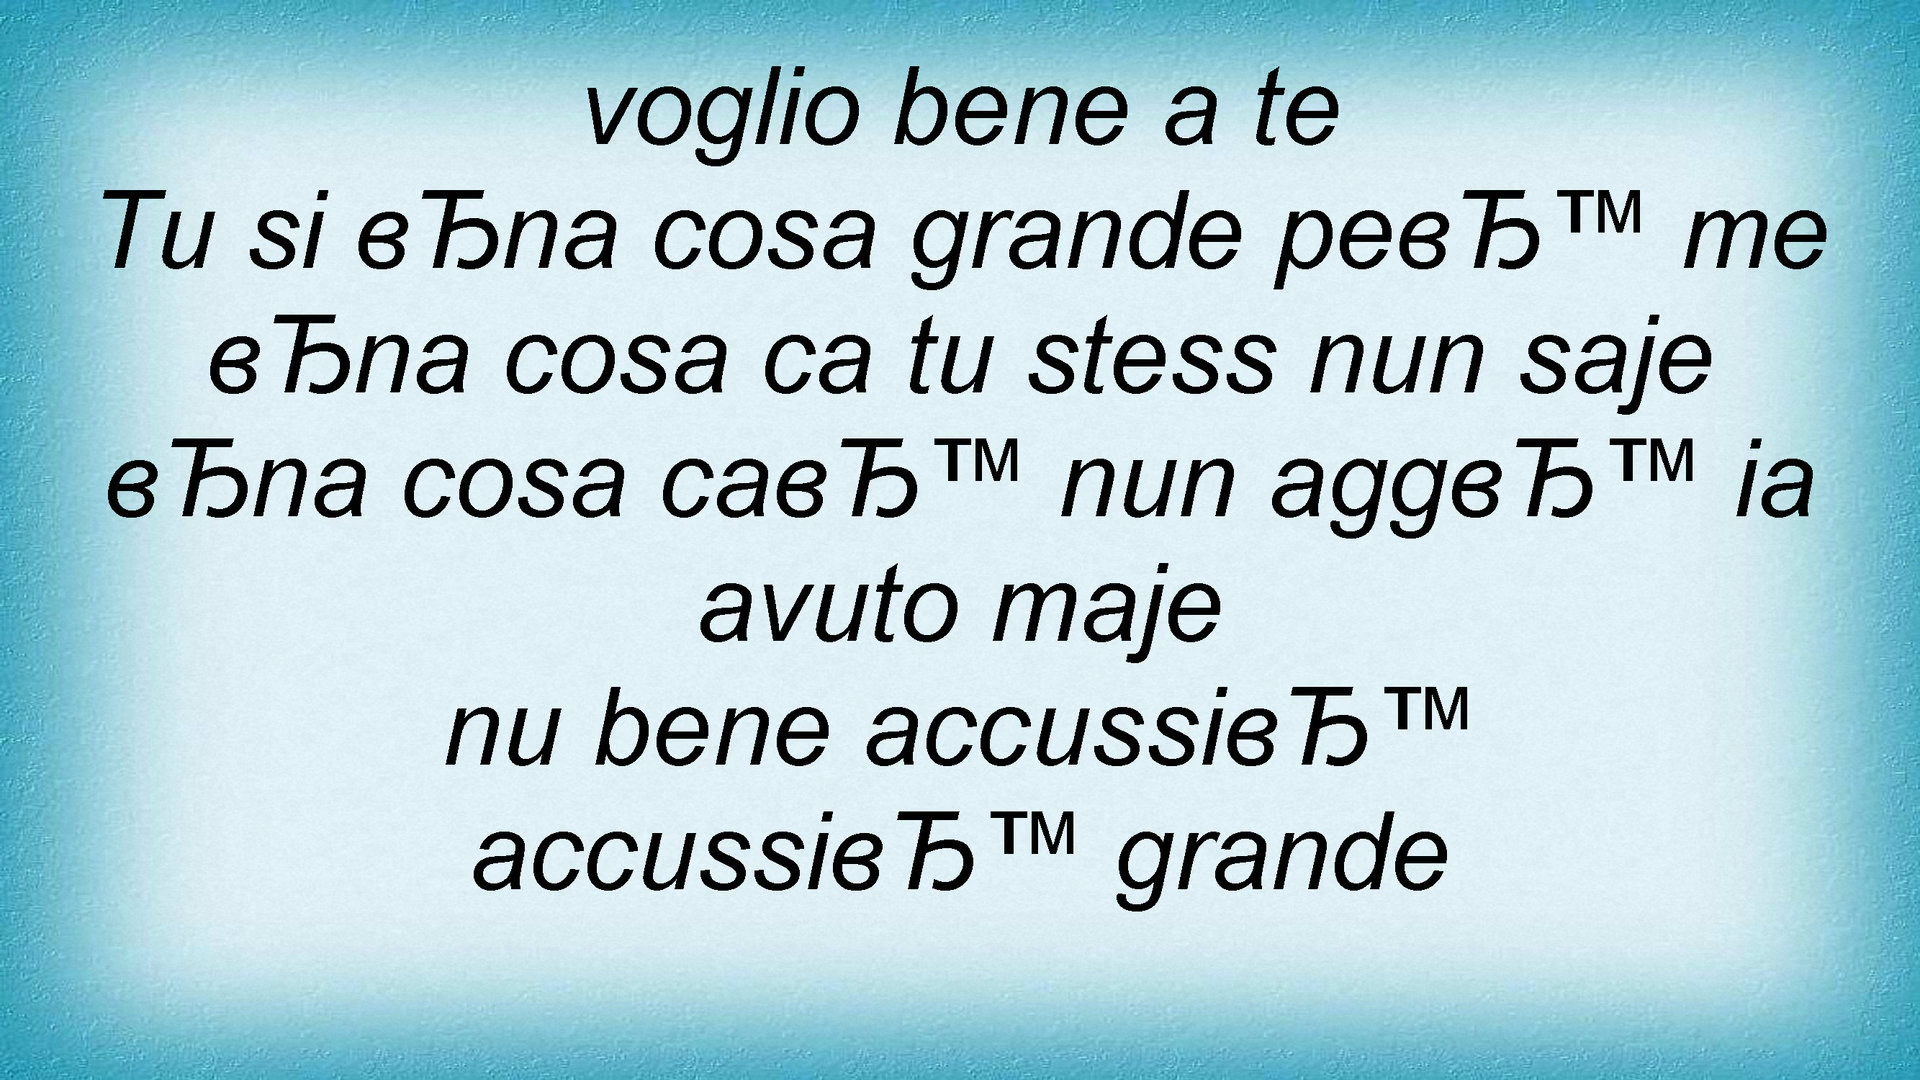 voglio bene a te
Tu si вЂna cosa grande peвЂ™ me
вЂna cosa ca tu stess nun saje
вЂna cosa caвЂ™ nun aggвЂ™ ia
avuto maje
nu bene accussiвЂ™
accussiвЂ™ grande